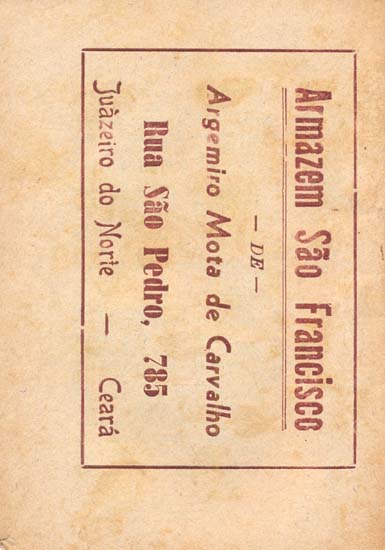 Armazem São Francisco
— DE —
Argemiro Mota de Carvalho
Rua São Pedro, 785
Juàzeiro do Norte — Ceará